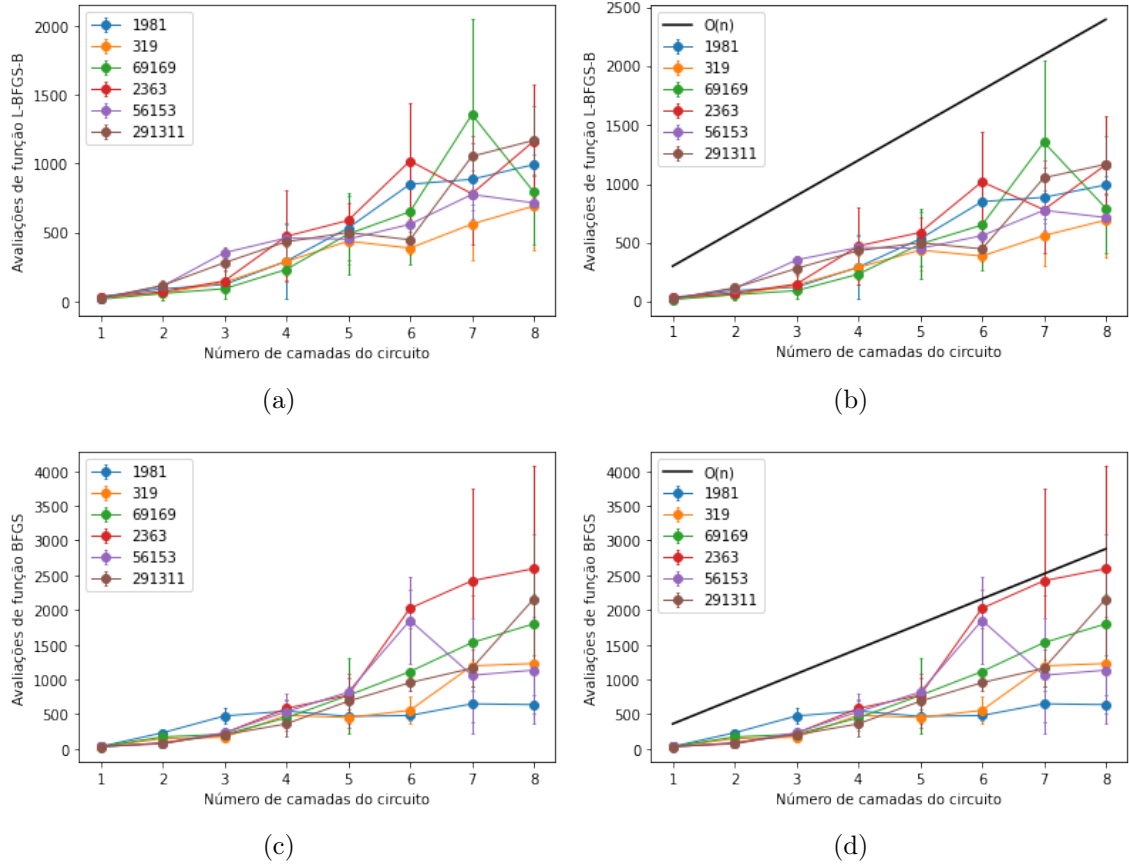 Avaliações de função L-BFGS-B
2000
1500
1000
500
0
1981
319
69169
2363
56153
291311
1 2 3 4 5 6 7 8
Número de camadas do circuito
(a)
Avaliações de função L-BFGS-B
2500
2000
1500
1000
500
0
O(n)
1981
319
69169
2363
56153
291311
1 2 3 4 5 6 7 8
Número de camadas do circuito
(b)
Avaliações de função BFGS
4000
3500
3000
2500
2000
1500
1000
500
0
1981
319
69169
2363
56153
291311
1 2 3 4 5 6 7 8
Número de camadas do circuito
(c)
Avaliações de função BFGS
4000
3500
3000
2500
2000
1500
1000
500
0
O(n)
1981
319
69169
2363
56153
291311
1 2 3 4 5 6 7 8
Número de camadas do circuito
(d)